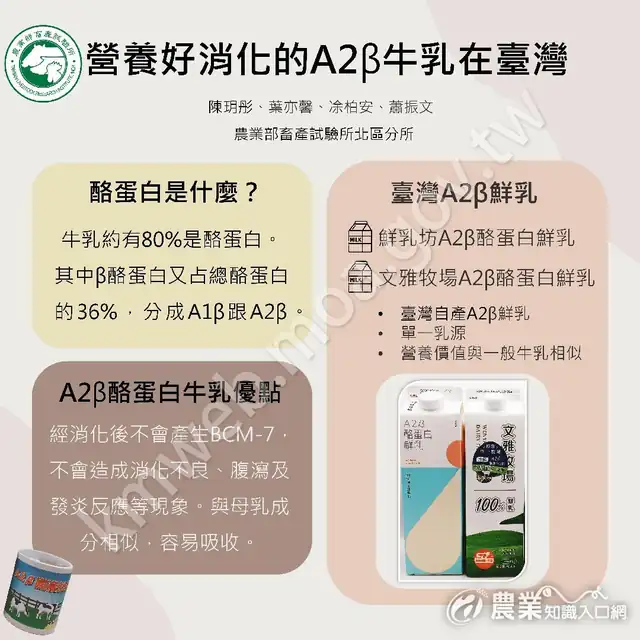 營養好消化的A2β牛乳在臺灣
陳玥彤、葉亦馨、凃柏安、蕭振文
農業部畜產試驗所北區分所
酪蛋白是什麼？
牛乳約有80%是酪蛋白。
其中β酪蛋白又占總酪蛋白
的36%，分成A1β跟A2β。
A2β酪蛋白牛乳優點
經消化後不會產生BCM-7，
不會造成消化不良、腹瀉及
發炎反應等現象。與母乳成
分相似，容易吸收。
臺灣A2β鮮乳
MILK
鮮乳坊A2β酪蛋白鮮乳
MILK
文雅牧場A2β酪蛋白鮮乳
• 臺灣自產A2β鮮乳
• 單一乳源
• 營養價值與一般牛乳相似
A2β
酪蛋白
鮮乳
文雅牧場
100%
kmweb.moa.gov.tw
農業知識入口網